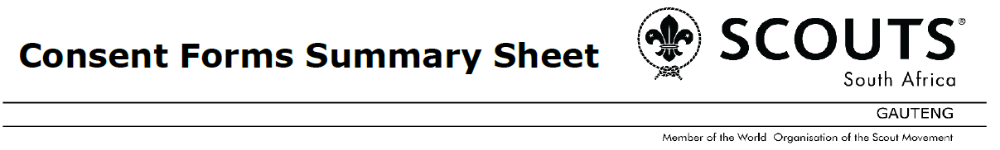 Consent Forms Summary Sheet
SCOUTS®
South Africa
GAUTENG
Member of the World Organisation of the Scout Movement